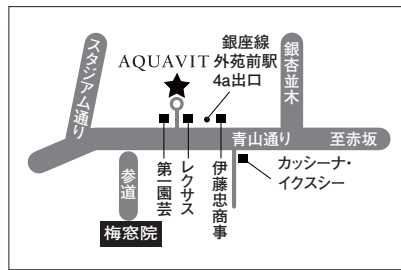 スタジアム通り
AQUAVIT
銀座線
外苑前駅
4a出口
銀杏並木
青山通り
至赤坂
参道
第一園芸
レクサス
伊藤忠商事
カッシーナ・
イクスシー
梅窓院